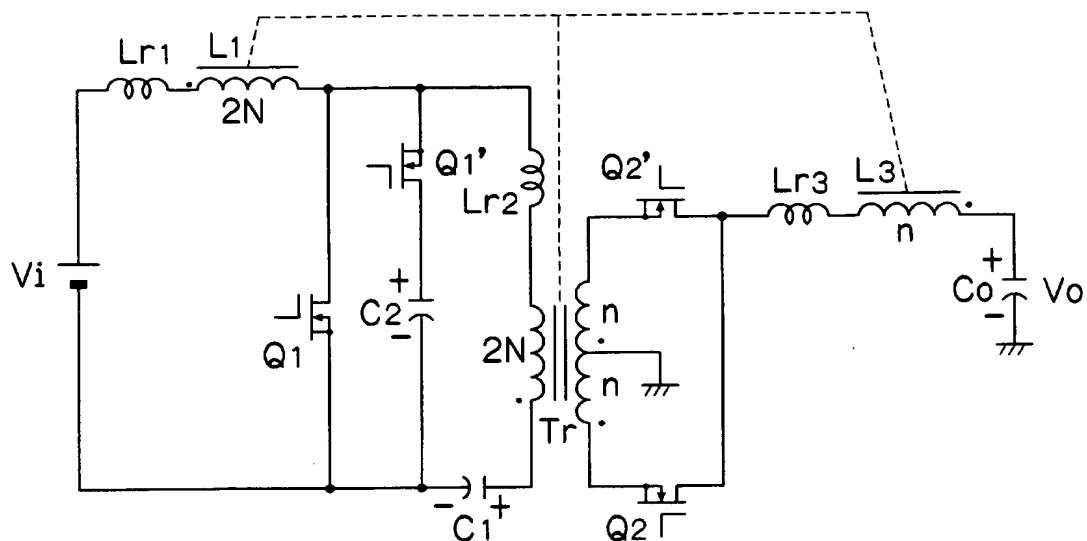 Lr1
L1
2N
Q1'
Lr2
Q2'
Lr3
L3
n
Vi
Q1
+
C2
-
2N
n
n
Tr
+
Co
-
Vo
- C1 +
Q2